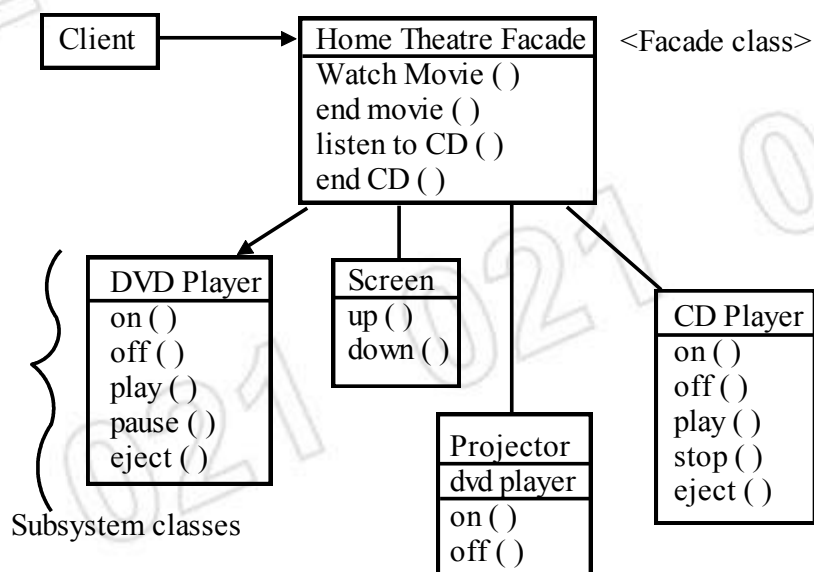 Client
Home Theatre Facade
<Facade class>
Watch Movie ( )
end movie ( )
listen to CD ( )
end CD ( )
DVD Player
on ( )
off ( )
play ( )
pause ( )
eject ( )
Screen
up ( )
down ( )
Projector
dvd player
on ( )
off ( )
CD Player
on ( )
off ( )
play ( )
stop ( )
eject ( )
Subsystem classes
021 021